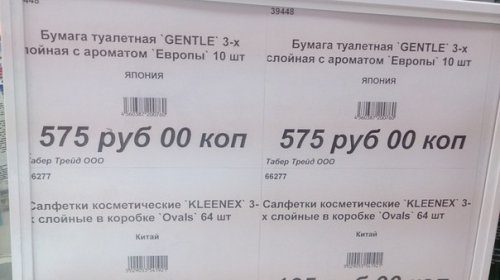 39448
Бумага туалетная `GENTLE` 3-х
слойная с ароматом `Европы` 10 шт
ЯПОНИЯ
575 руб 00 коп
Табер Трейд ООО
66277
Салфетки косметические `KLEENEX` 3-
х слойные в коробке `Ovals` 64 шт
Китай
39448
Бумага туалетная `GENTLE` 3-х
слойная с ароматом `Европы` 10 шт
ЯПОНИЯ
575 руб 00 коп
Табер Трейд ООО
66277
Салфетки косметические `KLEENEX` 3-
х слойные в коробке `Ovals` 64 шт
Китай